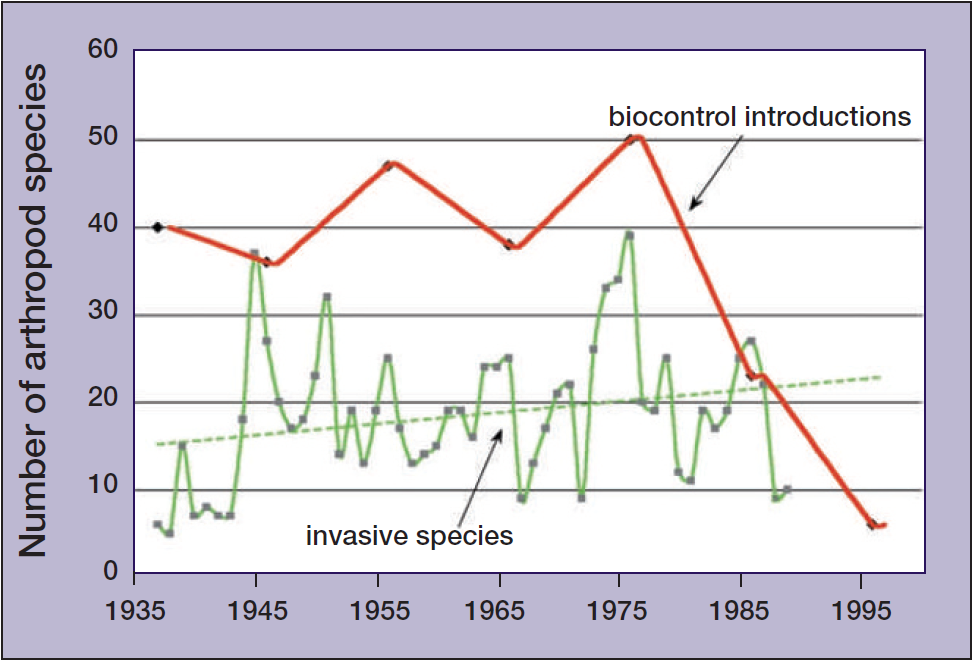 Number of arthropod species
60
50
40
30
20
10
0
biocontrol introductions
invasive species
1935 1945 1955 1965 1975 1985 1995